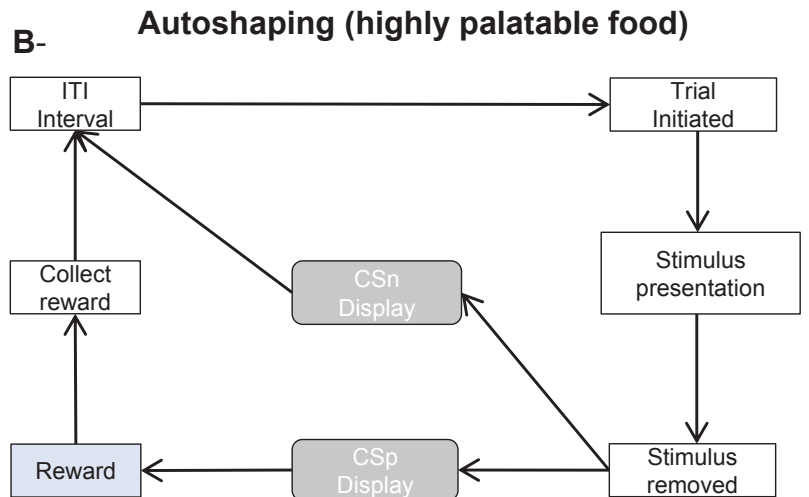 Autoshaping (highly palatable food)
B-
ITI
Interval
Trial
Initiated
Collect
reward
CSn
Display
Stimulus
presentation
Reward
CSp
Display
Stimulus
removed